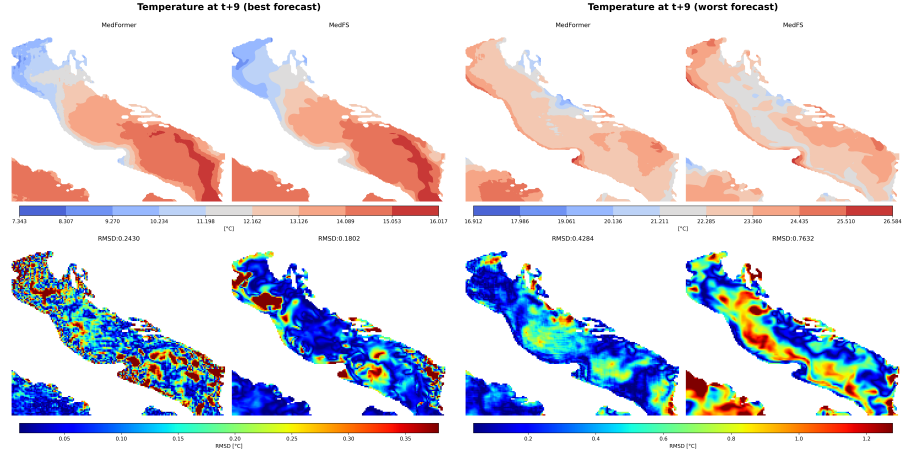 Temperature at t+9 (best forecast)
MedFormer MedFS
7.343 8.307 9.270 10.234 11.198 12.162 13.126 14.089 15.053 16.017
[°C]
RMSD:0.2430 RMSD:0.1802
0.05 0.10 0.15 0.20 0.25 0.30 0.35
RMSD [°C]
Temperature at t+9 (worst forecast)
MedFormer MedFS
16.912 17.986 19.061 20.136 21.211 22.285 23.360 24.435 25.510 26.584
[°C]
RMSD:0.4284 RMSD:0.7632
0.2 0.4 0.6 0.8 1.0 1.2
RMSD [°C]